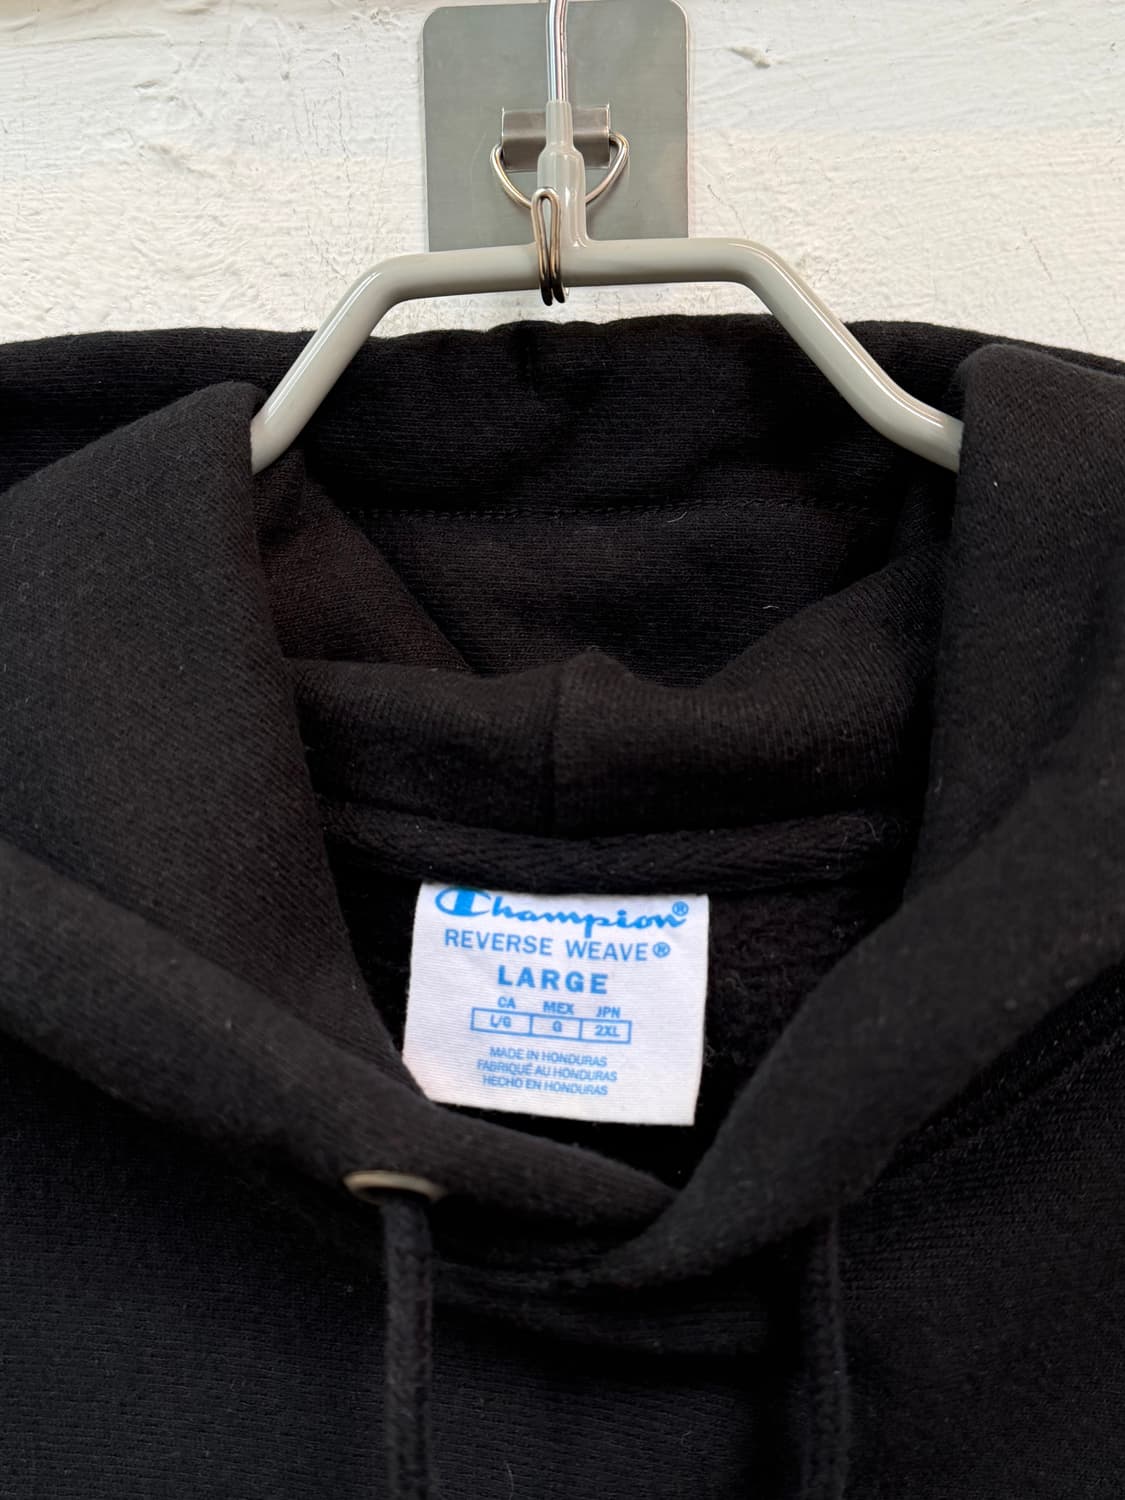 Champion®
REVERSE WEAVE®
LARGE
CA MEX JPN
L/G G 2XL
MADE IN HONDURAS
FABRIQUÉ AU HONDURAS
HECHO EN HONDURAS